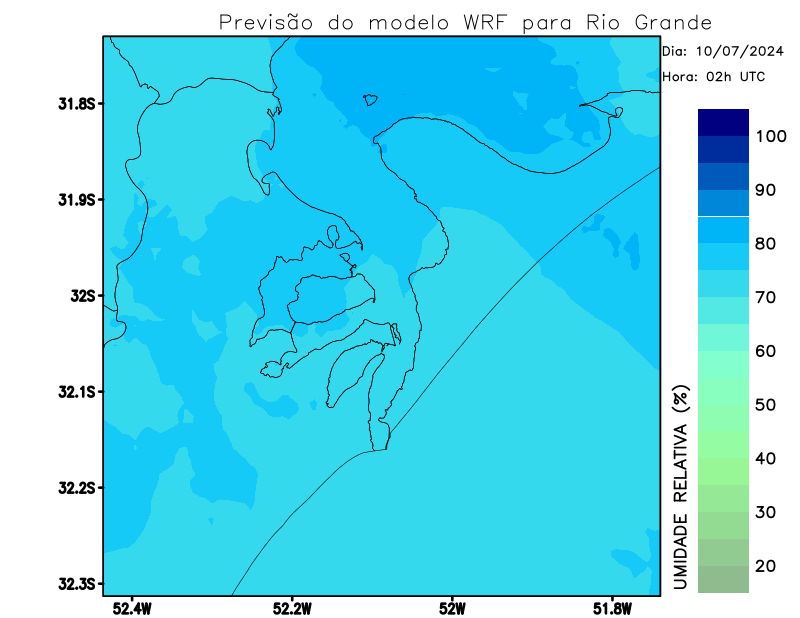 Previsão do modelo WRF para Rio Grande
Dia: 10/07/2024
Hora: 02h UTC
31.8S
31.9S
32S
32.1S
32.2S
32.3S
52.4W
52.2W
52W
51.8W
100
90
80
70
60
50
40
30
20
UMIDADE RELATIVA (%)